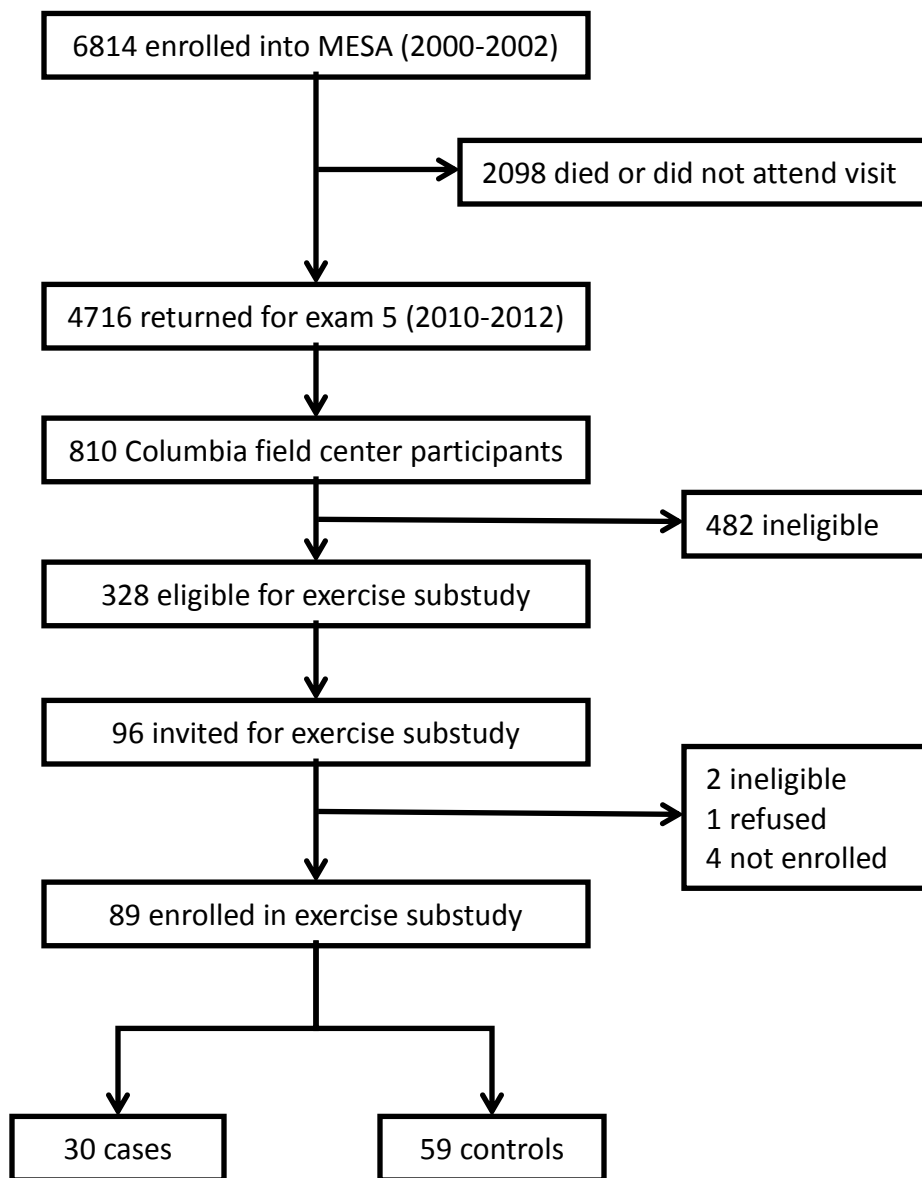 6814 enrolled into MESA (2000-2002)
2098 died or did not attend visit
4716 returned for exam 5 (2010-2012)
810 Columbia field center participants
482 ineligible
328 eligible for exercise substudy
96 invited for exercise substudy
2 ineligible
1 refused
4 not enrolled
89 enrolled in exercise substudy
30 cases
59 controls